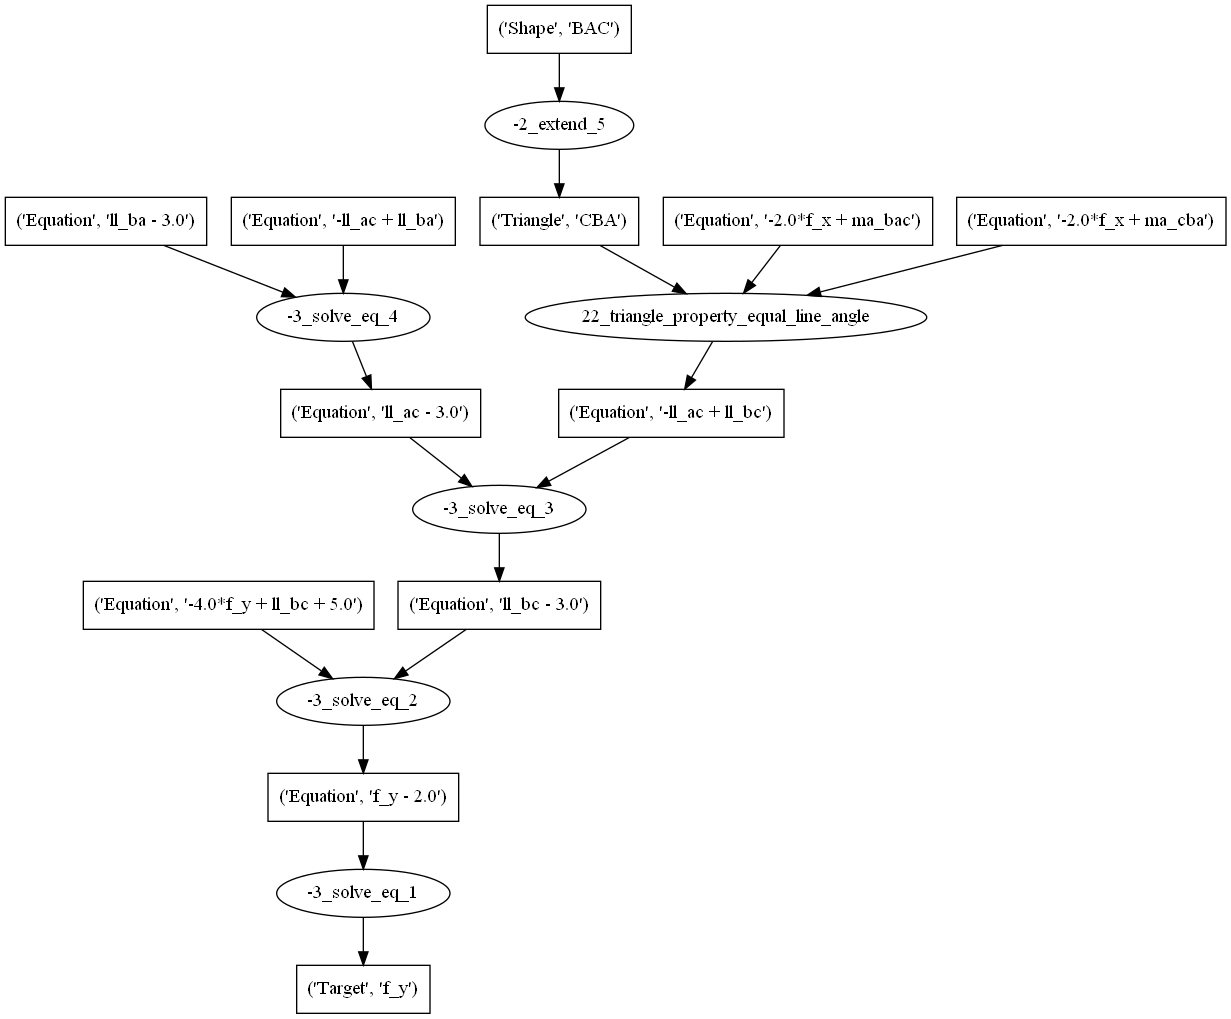 ('Shape', 'BAC')
-2_extend_5
('Equation', 'll_ba - 3.0')
('Equation', '-ll_ac + ll_ba')
('Triangle', 'CBA')
('Equation', '-2.0*f_x + ma_bac')
('Equation', '-2.0*f_x + ma_cba')
-3_solve_eq_4
22_triangle_property_equal_line_angle
('Equation', 'll_ac - 3.0')
('Equation', '-ll_ac + ll_bc')
-3_solve_eq_3
('Equation', '-4.0*f_y + ll_bc + 5.0')
('Equation', 'll_bc - 3.0')
-3_solve_eq_2
('Equation', 'f_y - 2.0')
-3_solve_eq_1
('Target', 'f_y')